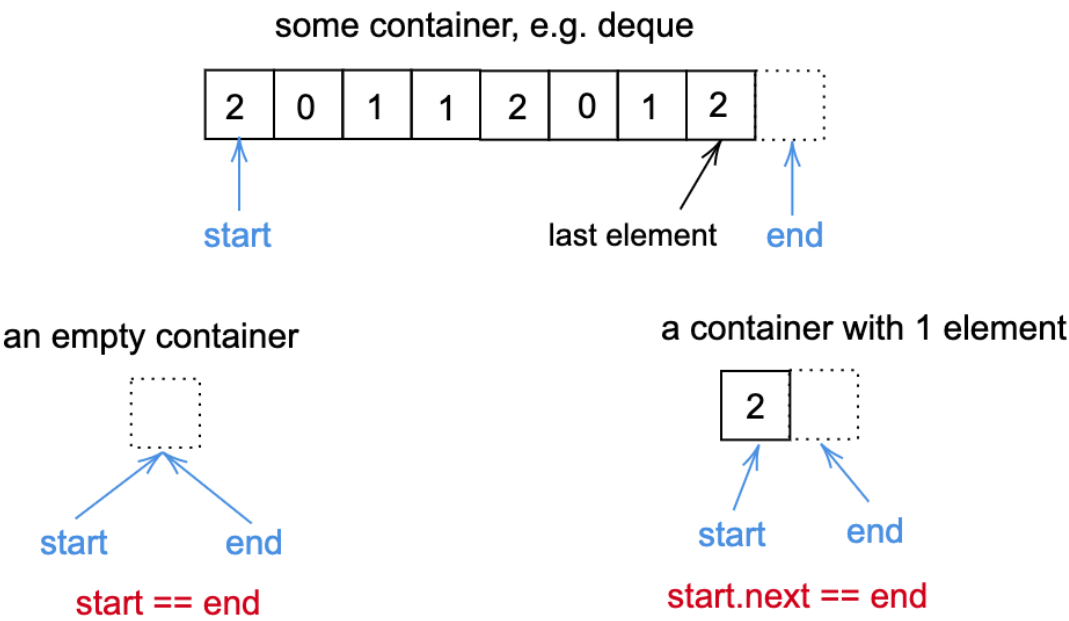 some container, e.g. deque
2 0 1 1 2 0 1 2
start
last element
end
an empty container
start
end
start == end
a container with 1 element
2
start
end
start.next == end